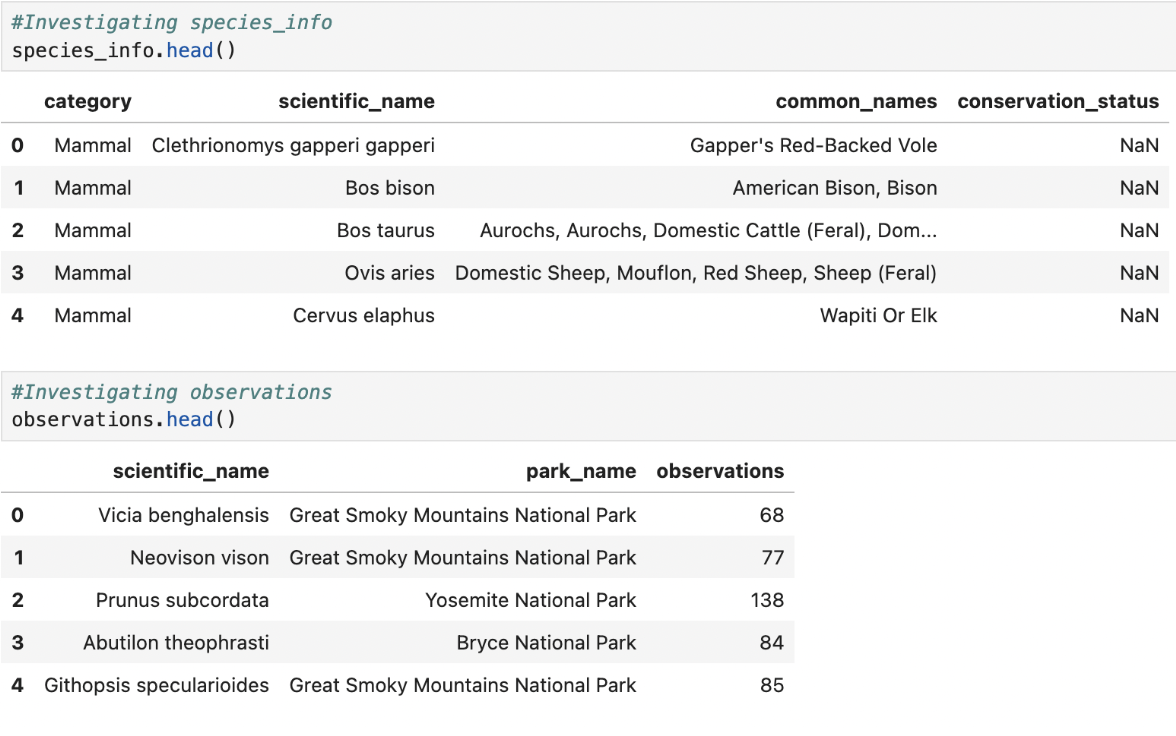 #Investigating species_info
species_info.head()
category scientific_name common_names conservation_status
0 Mammal Clethrionomys gapperi gapperi Gapper's Red-Backed Vole NaN
1 Mammal Bos bison American Bison, Bison NaN
2 Mammal Bos taurus Aurochs, Aurochs, Domestic Cattle (Feral), Dom... NaN
3 Mammal Ovis aries Domestic Sheep, Mouflon, Red Sheep, Sheep (Feral) NaN
4 Mammal Cervus elaphus Wapiti Or Elk NaN
#Investigating observations
observations.head()
scientific_name park_name observations
0 Vicia benghalensis Great Smoky Mountains National Park 68
1 Neovison vison Great Smoky Mountains National Park 77
2 Prunus subcordata Yosemite National Park 138
3 Abutilon theophrasti Bryce National Park 84
4 Githopsis specularioides Great Smoky Mountains National Park 85